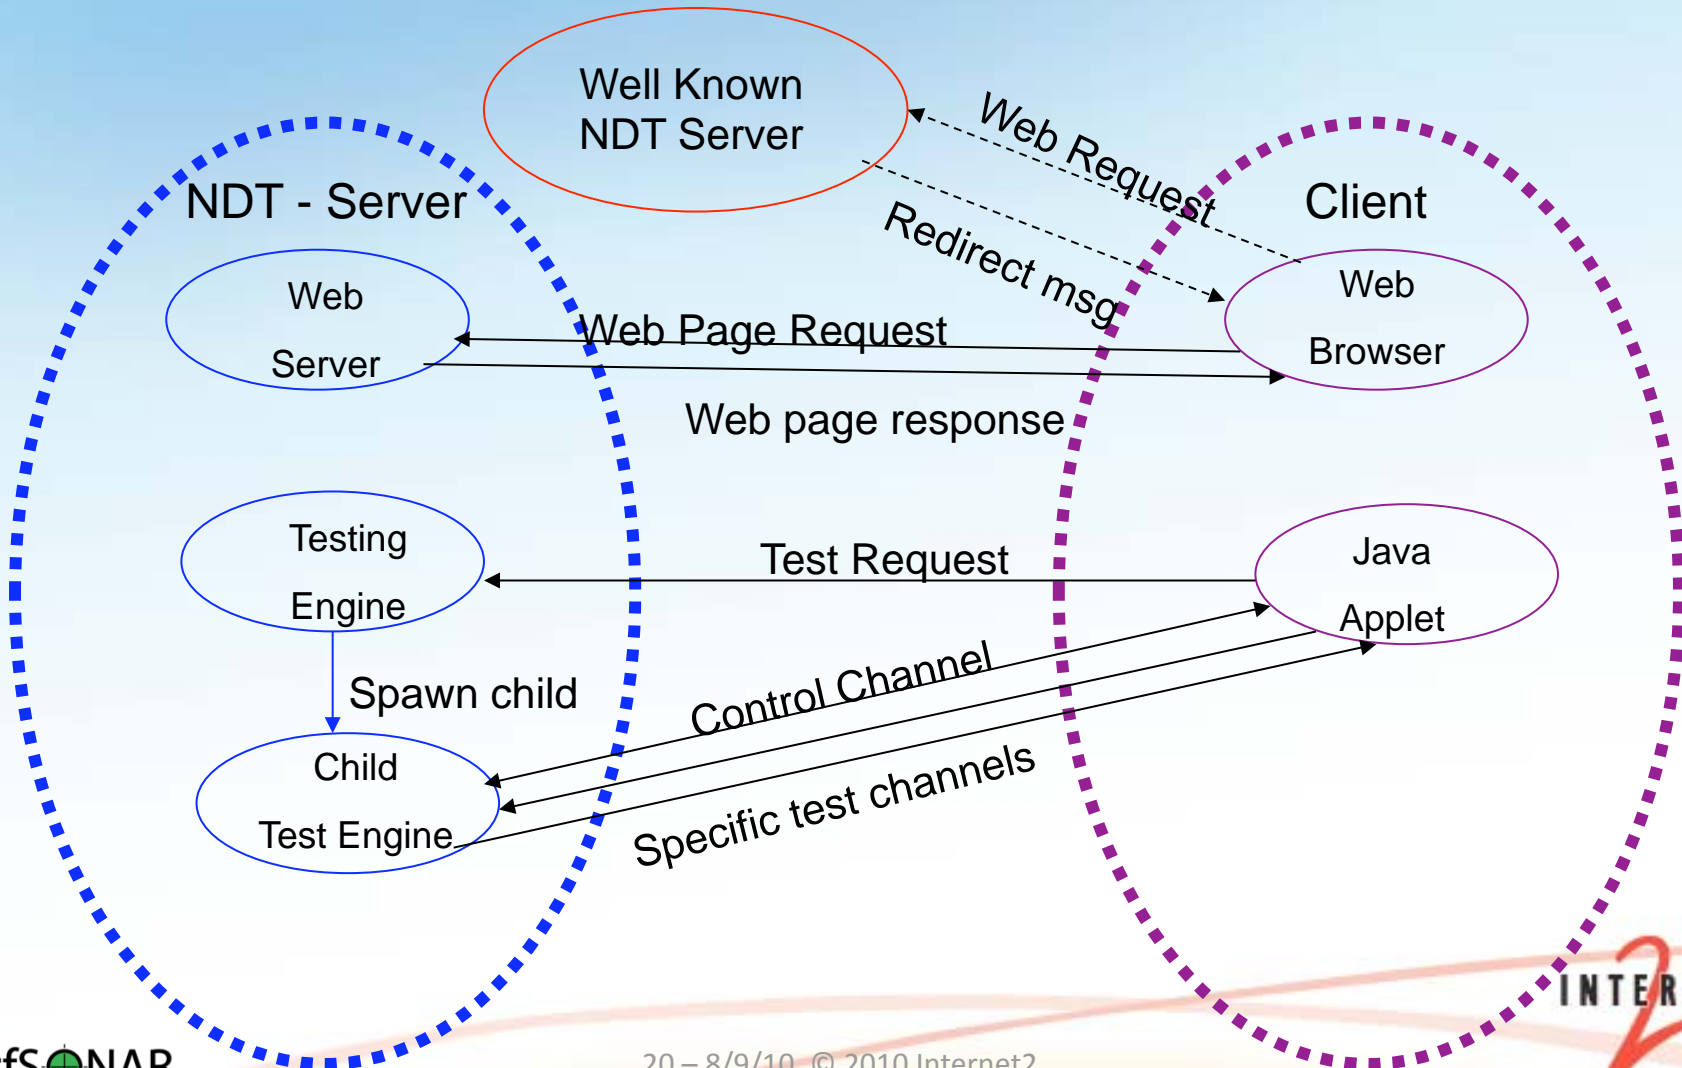 Well Known
NDT Server
Web Request
NDT - Server
Client
Redirect msg
Web
Server
Web
Browser
Web Page Request
Web page response
Testing
Engine
Test Request
Java
Applet
Spawn child
Control Channel
Child
Test Engine
Specific test channels
INTER
fSONAR
20 – 8/9/10, © 2010 Internet2